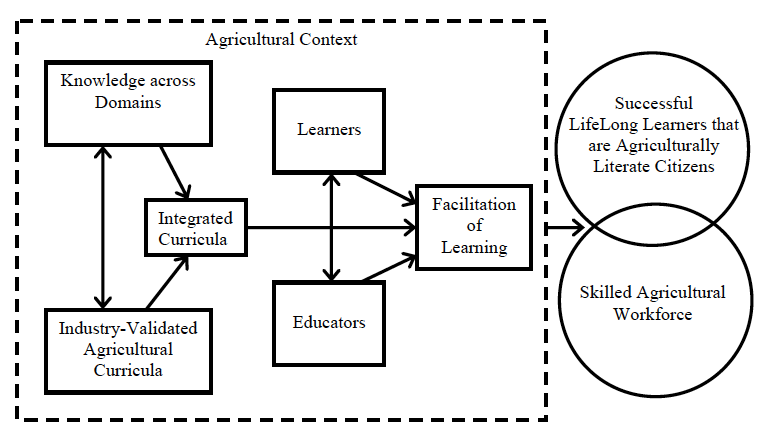 Agricultural Context
Knowledge across
Domains
Learners
Integrated
Curricula
Facilitation
of
Learning
Industry-Validated
Agricultural
Curricula
Educators
Successful
LifeLong Learners that
are Agriculturally
Literate Citizens
Skilled Agricultural
Workforce